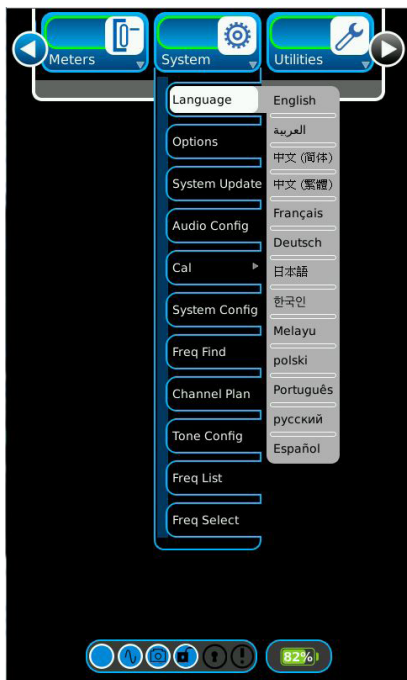 Meters
System
Utilities
Language
Options
System Update
Audio Config
Cal
System Config
Freq Find
Channel Plan
Tone Config
Freq List
Freq Select
English
العربية
中文 (简体)
中文 (繁體)
Français
Deutsch
日本語
한국인
Melayu
polski
Português
русский
Español
82%